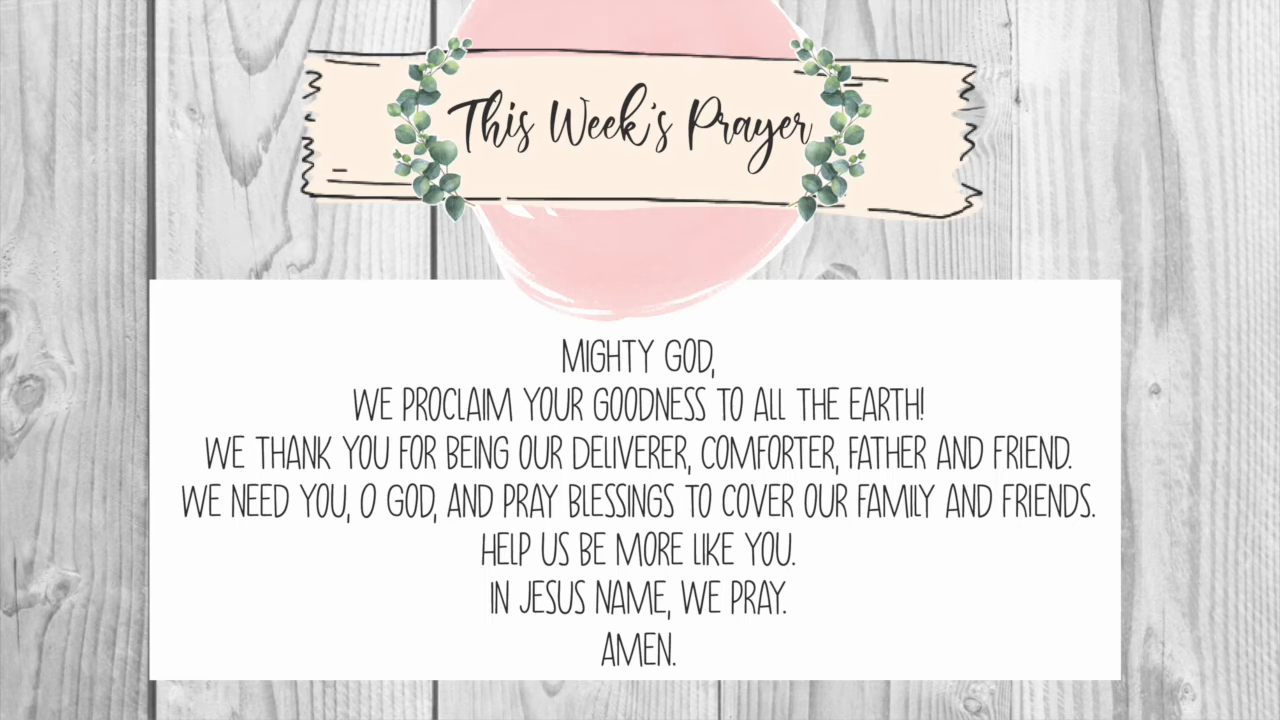 This Week's Prayer
MIGHTY GOD,
WE PROCLAIM YOUR GOODNESS TO ALL THE EARTH!
WE THANK YOU FOR BEING OUR DELIVERER, COMFORTER, FATHER AND FRIEND.
WE NEED YOU, O GOD, AND PRAY BLESSINGS TO COVER OUR FAMILY AND FRIENDS.
HELP US BE MORE LIKE YOU.
IN JESUS NAME, WE PRAY.
AMEN.